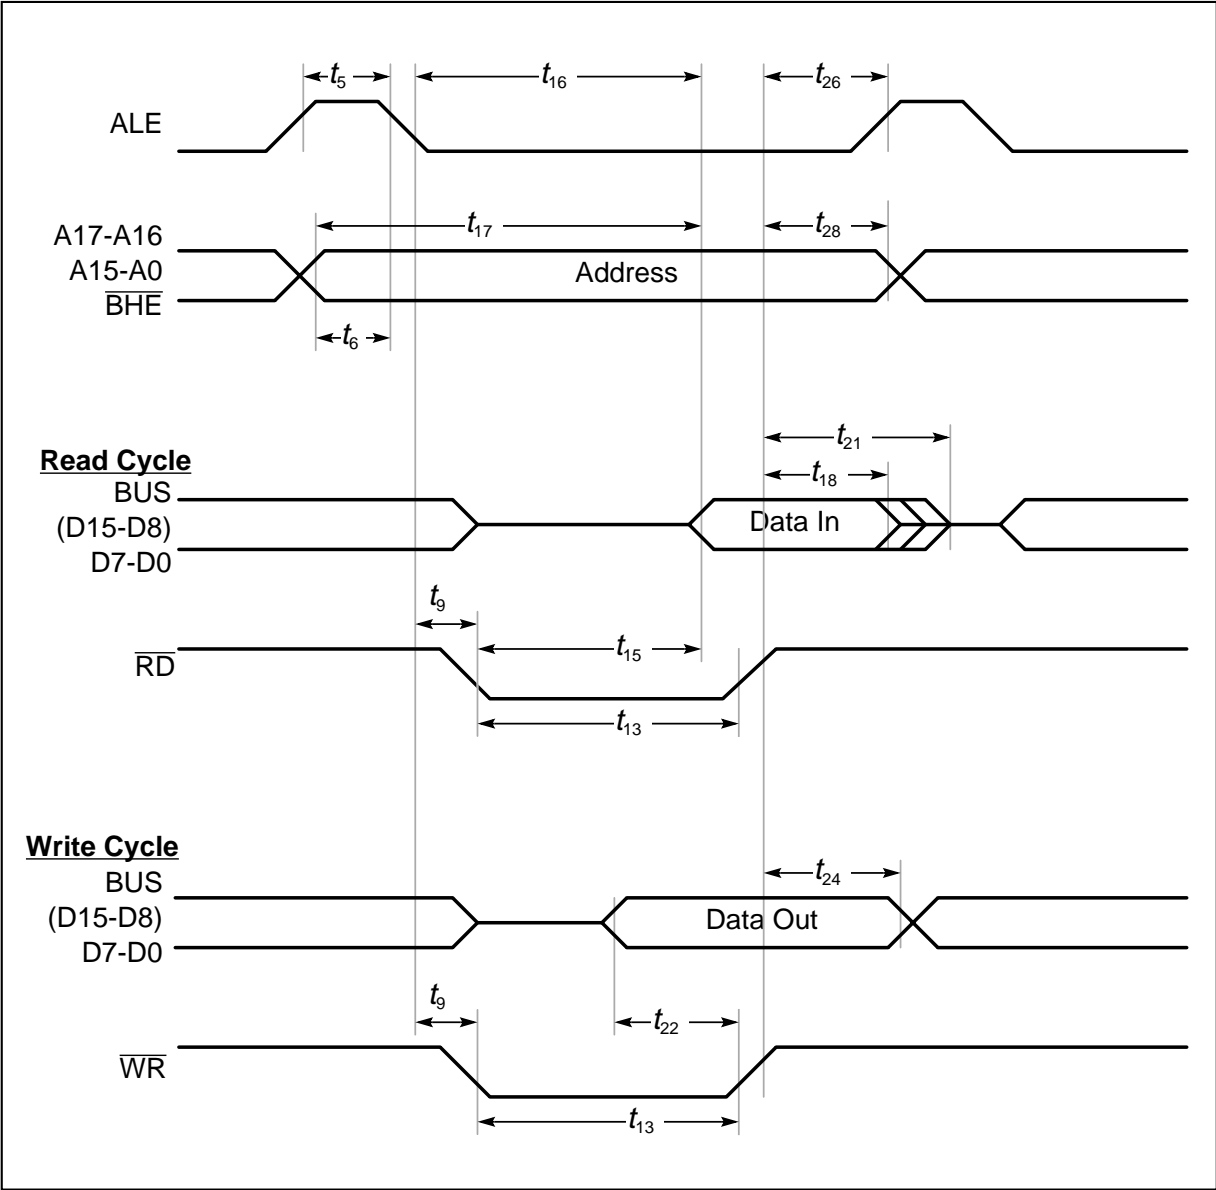 t5
t16
t26
ALE
t17
t28
A17-A16
A15-A0
BHE
Address
t6
t21
Read Cycle
t18
BUS
(D15-D8)
D7-D0
Data In
t9
t15
RD
t13
Write Cycle
t24
BUS
(D15-D8)
D7-D0
Data Out
t9
t22
WR
t13